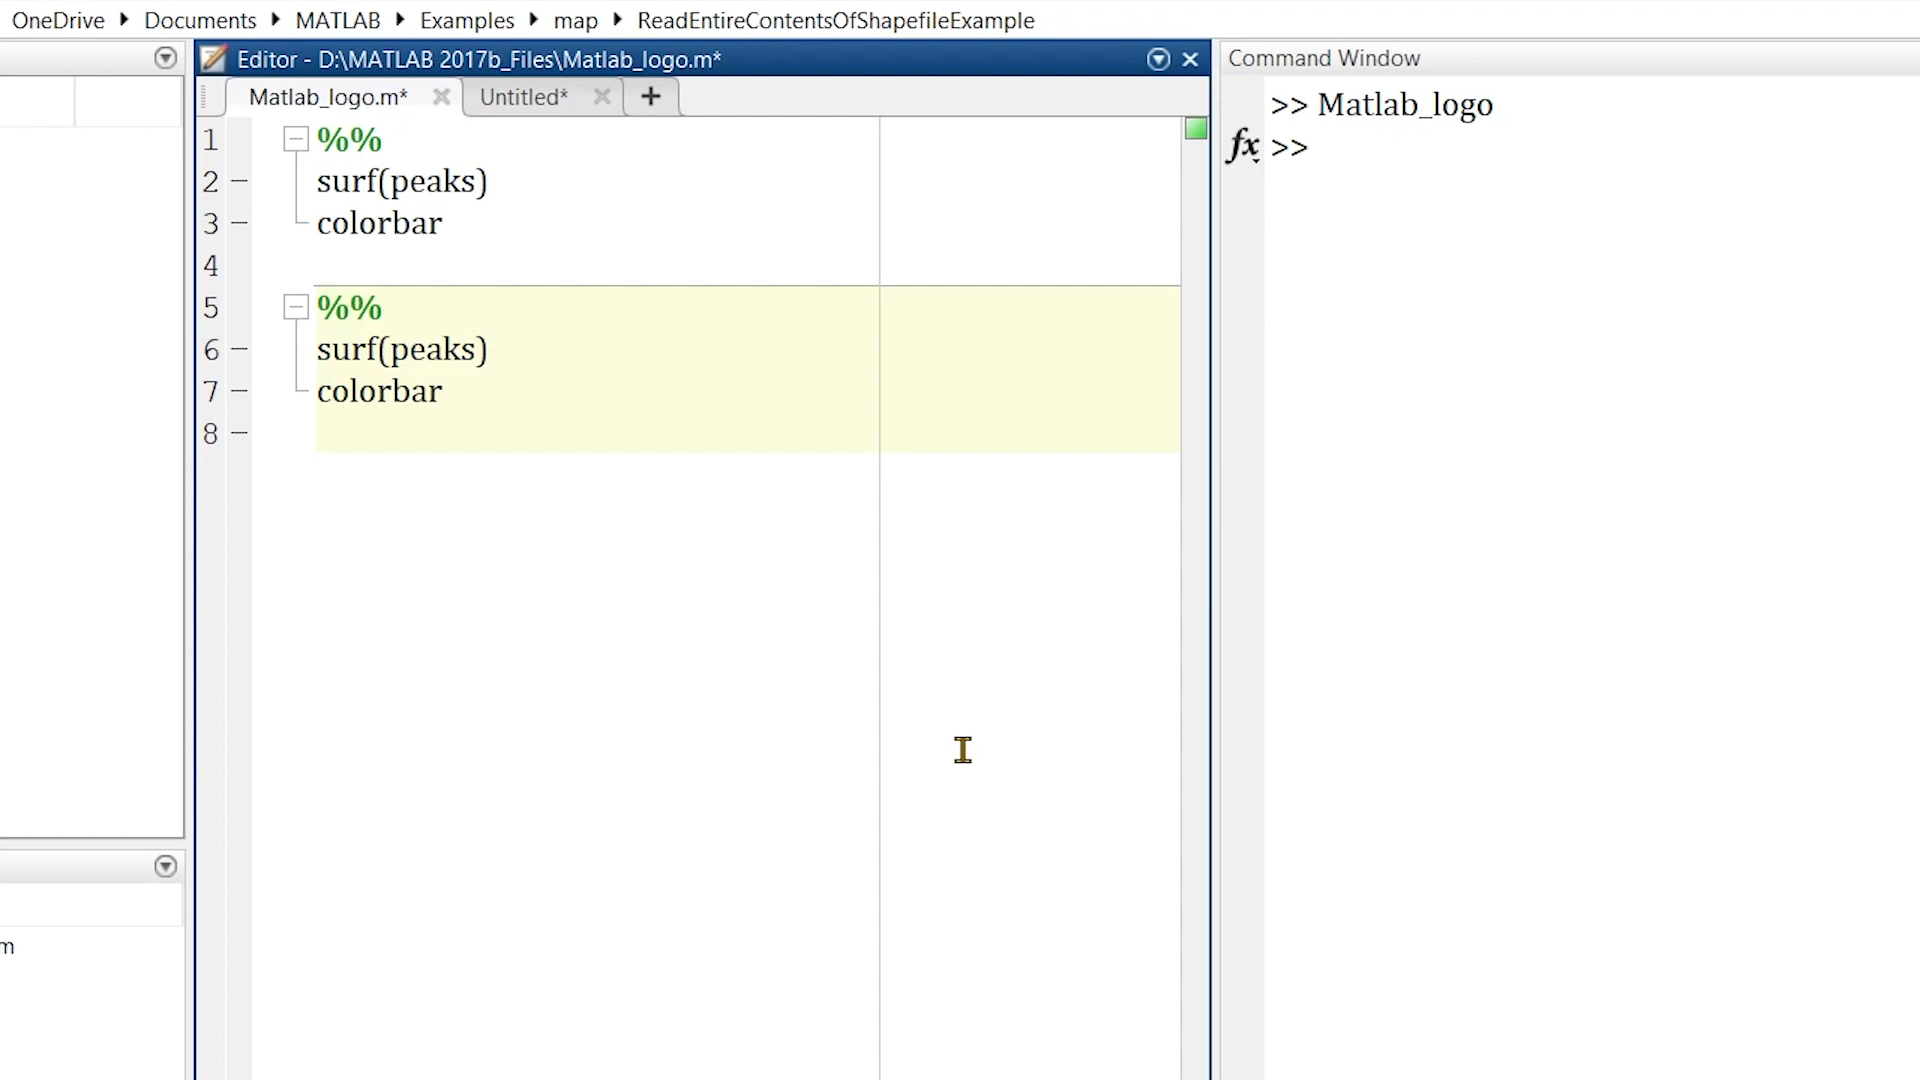 OneDrive Documents MATLAB Examples map ReadEntireContentsOfShapefileExample
Editor - D:\MATLAB 2017b_Files\Matlab_logo.m*
Matlab_logo.m* Untitled* +
1 %%
2 — surf(peaks)
3 — colorbar
4
5 %%
6 — surf(peaks)
7 — colorbar
8 —
Command Window
>> Matlab_logo
fx >>
m